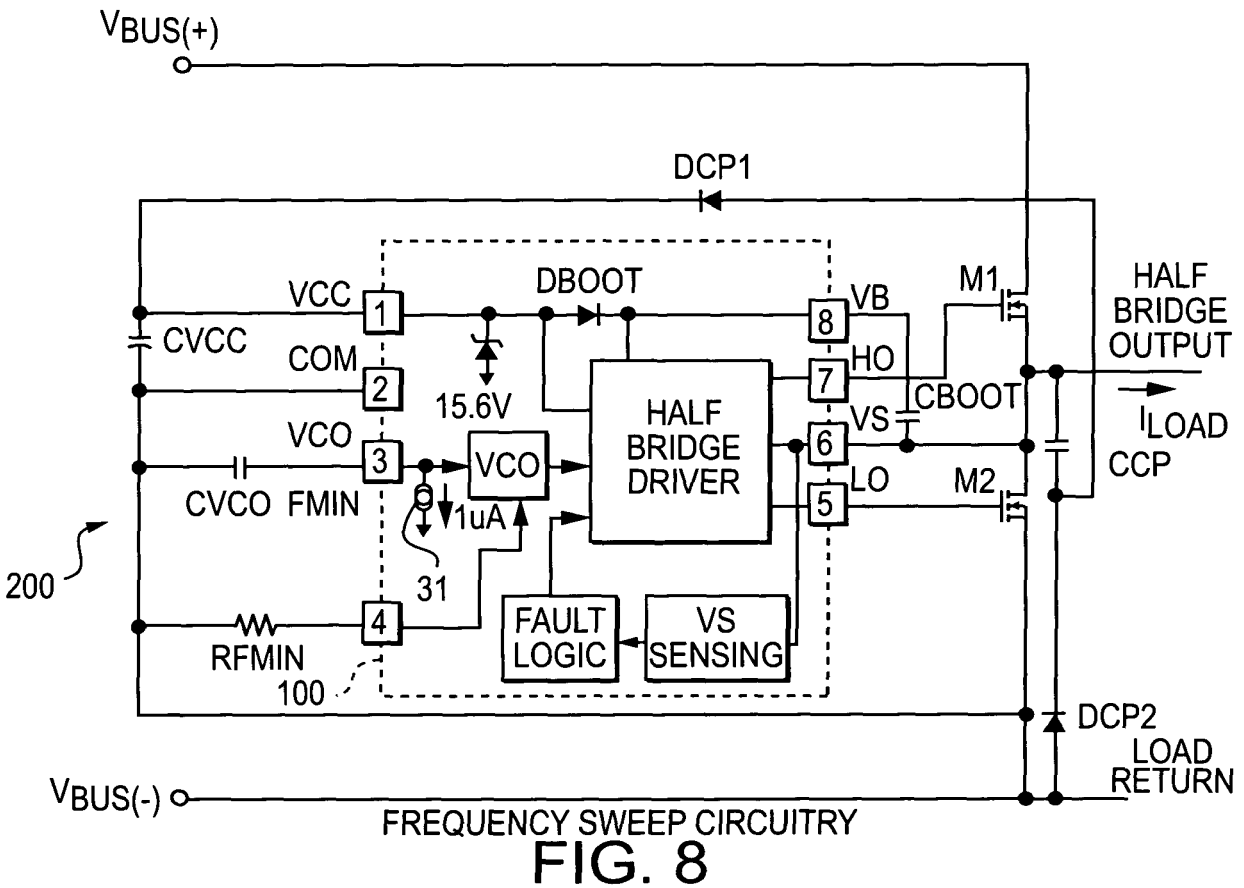 VBUS(+)
DCP1
VCC
1
DBOOT
8
VB
M1
HALF
BRIDGE
OUTPUT
CVCC
COM
2
15.6V
7
HO
CBOOT
ILOAD
HALF
BRIDGE
DRIVER
VCO
3
VCO
6
VS
CCP
CVCO
FMIN
1uA
5
LO
M2
200
31
4
RFMIN
FAULT
LOGIC
VS
SENSING
100
DCP2
LOAD
RETURN
VBUS(-)
FREQUENCY SWEEP CIRCUITRY
FIG. 8